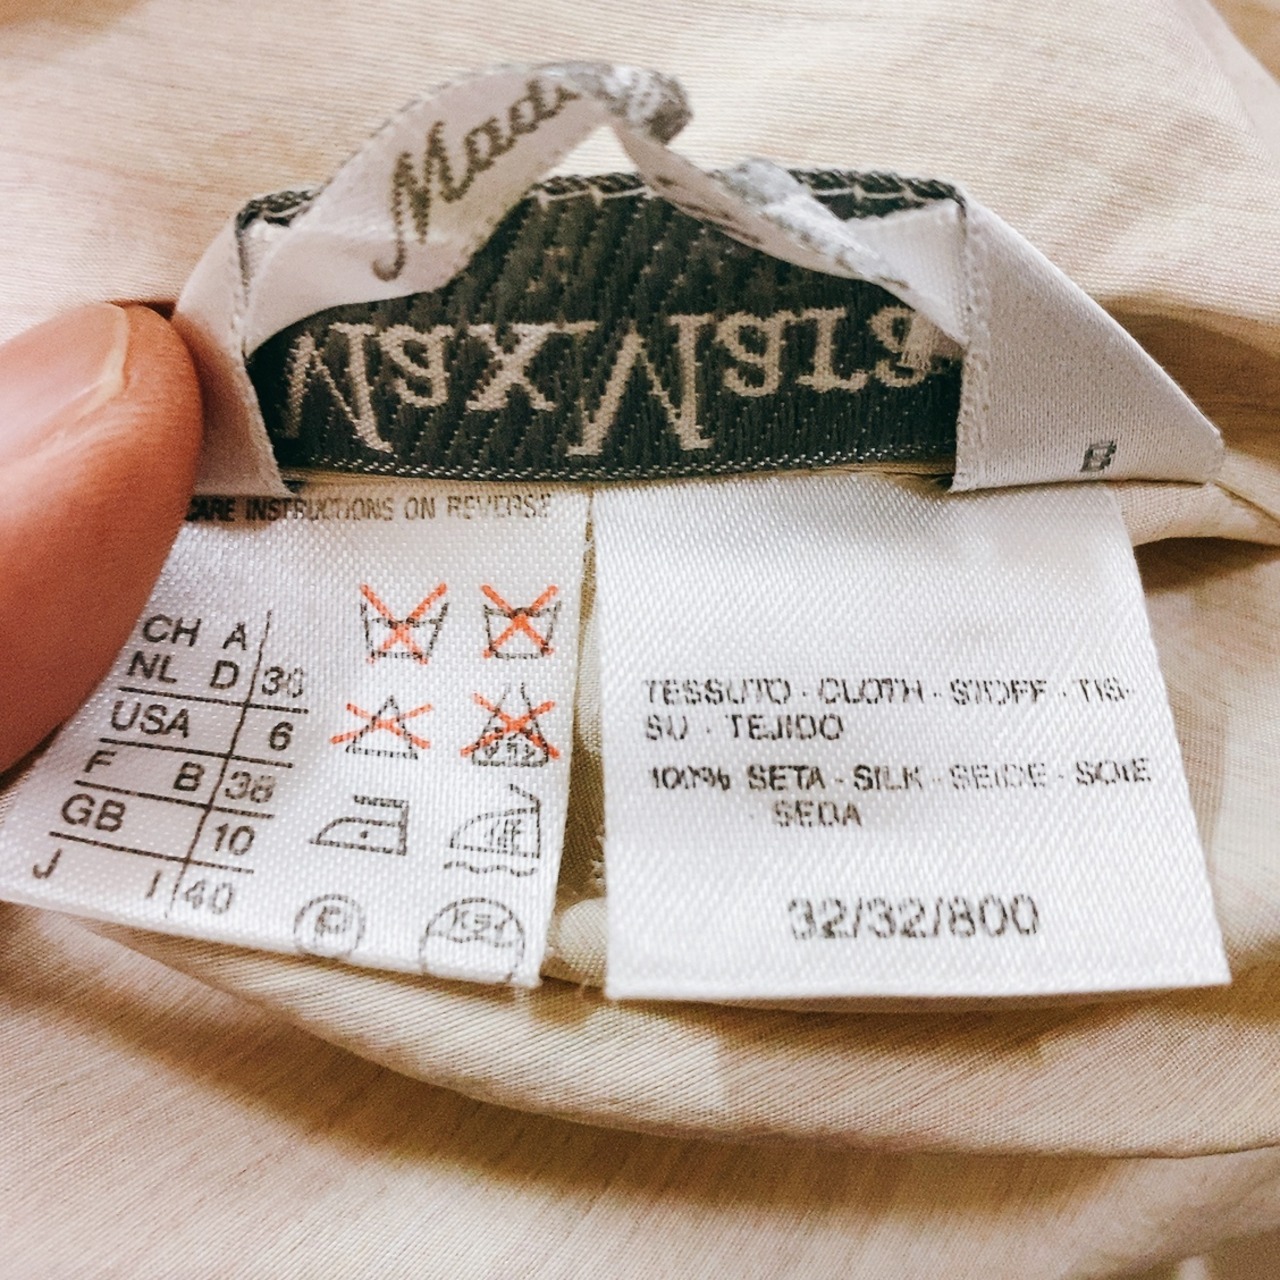 Made
MaxMara
CARE INSTRUCTIONS ON REVERSE
CH A
NL D 36
USA 6
F B 38
GB 10
J I 40
TESSUTO - CLOTH - STOFF - TIS-
SU - TEJIDO
100% SETA - SILK - SEIDE - SOIE
- SEDA
32/32/800